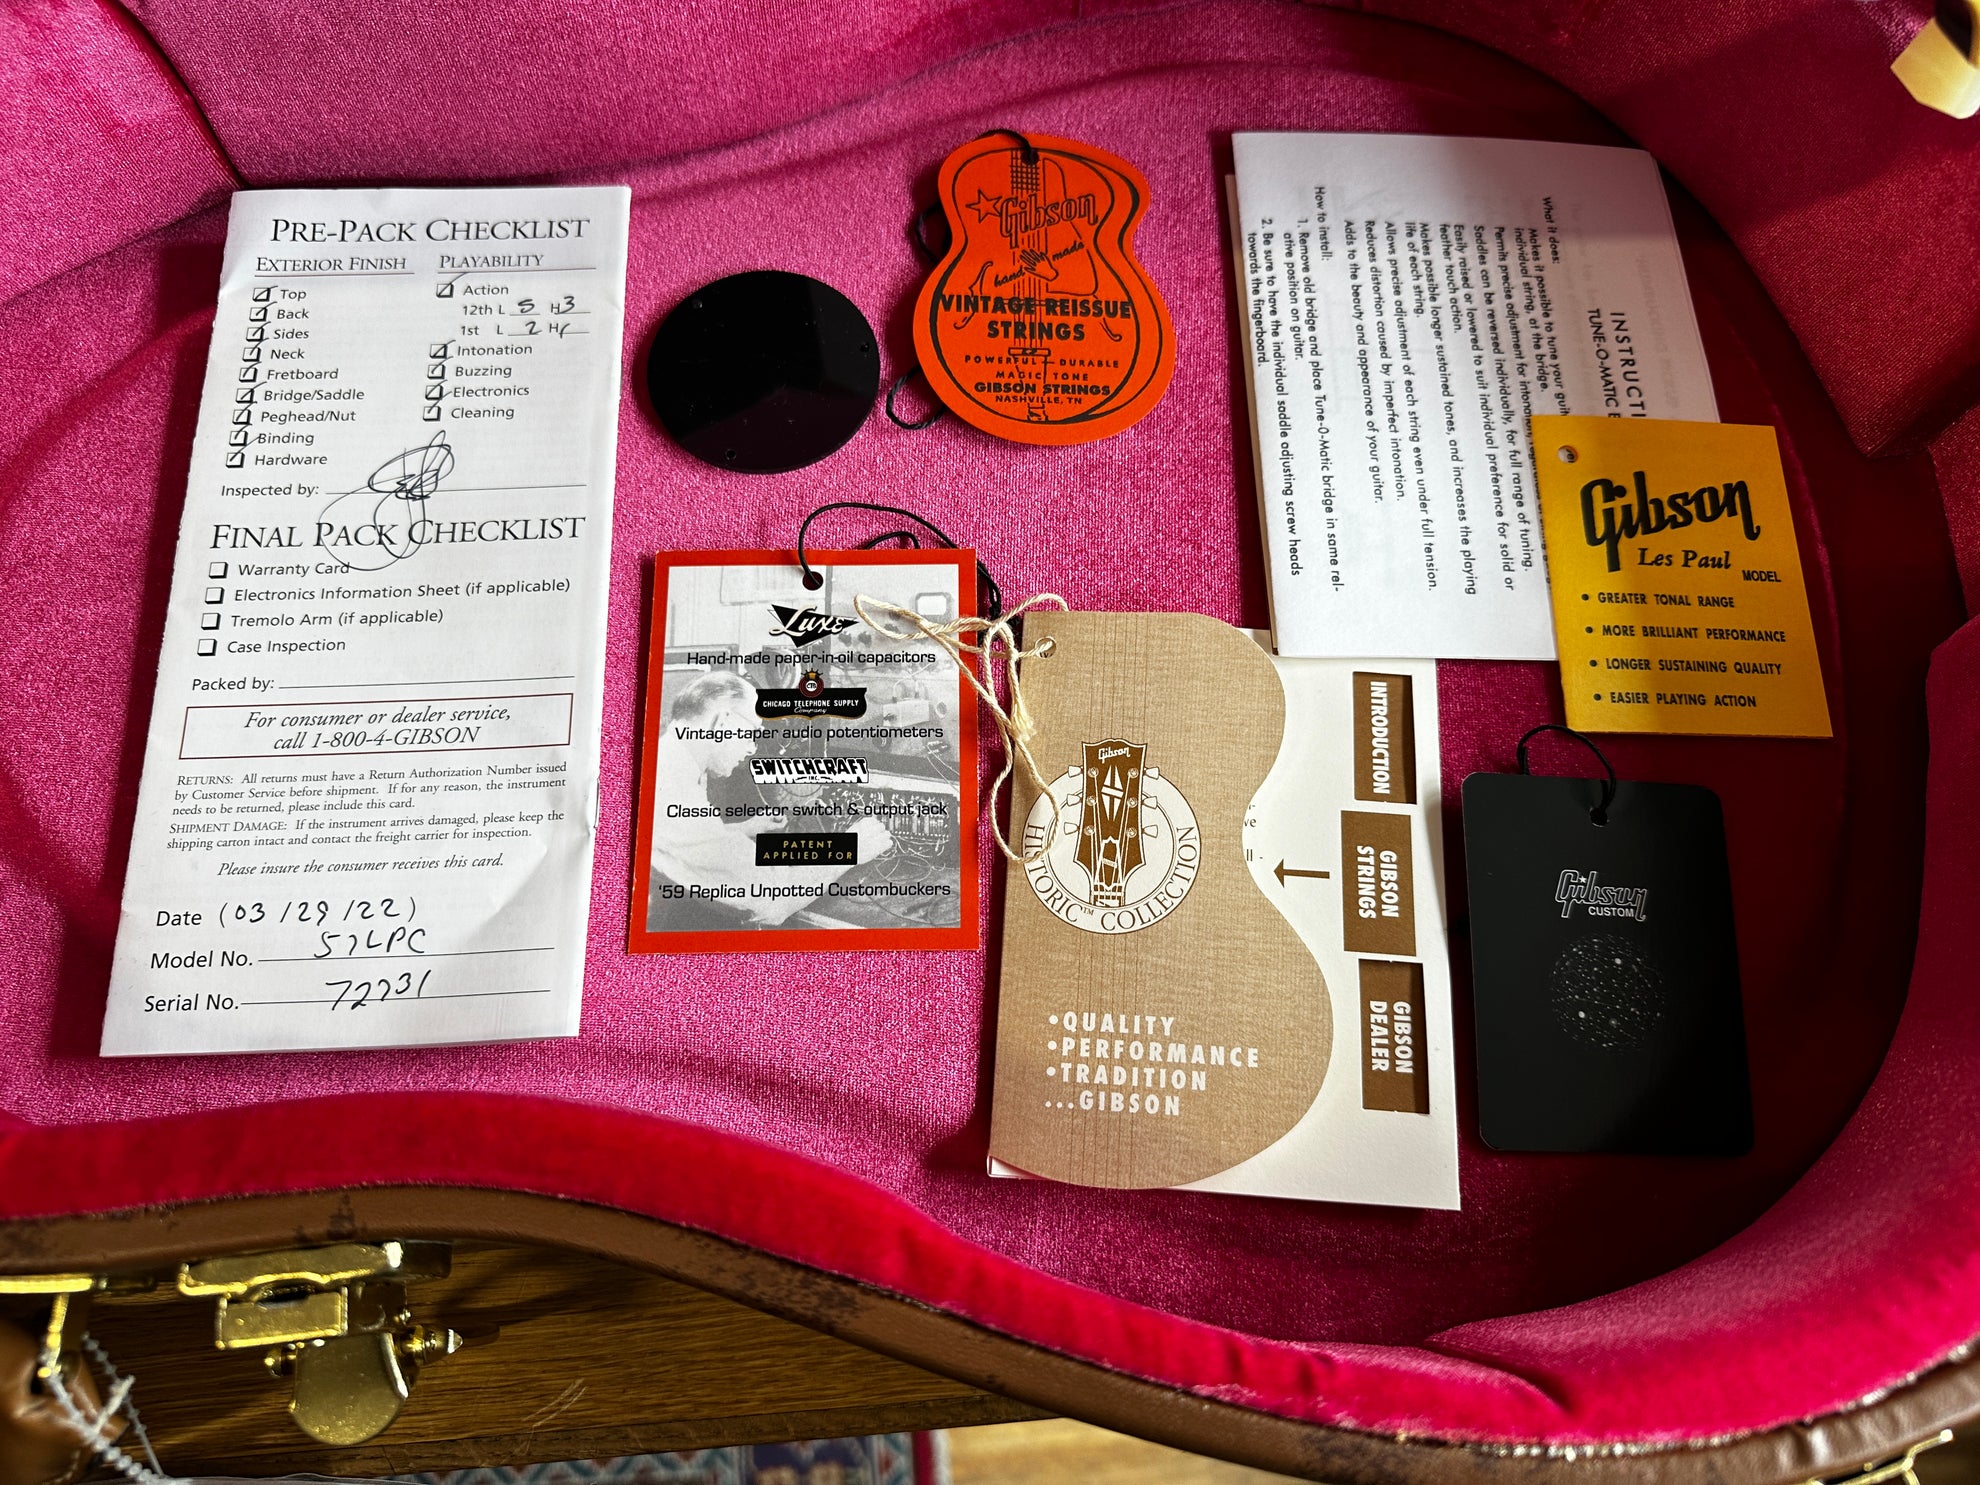 PRE-PACK CHECKLIST
EXTERIOR FINISH
Top
Back
Sides
Neck
Fretboard
Bridge/Saddle
Peghead/Nut
Binding
Hardware
PLAYABILITY
Action
12th L 5 H 3
1st L 2 H
Intonation
Buzzing
Electronics
Cleaning
Inspected by:
FINAL PACK CHECKLIST
Warranty Card
Electronics Information Sheet (if applicable)
Tremolo Arm (if applicable)
Case Inspection
Packed by:
For consumer or dealer service,
call 1-800-4-GIBSON
RETURNS: All returns must have a Return Authorization Number issued
by Customer Service before shipment. If for any reason, the instrument
needs to be returned, please include this card.
SHIPMENT DAMAGE: If the instrument arrives damaged, please keep the
shipping carton intact and contact the freight carrier for inspection.
Please insure the consumer receives this card.
Date (03/29/22)
Model No. 57LPC
Serial No. 72731
Gibson
hand made
VINTAGE REISSUE
STRINGS
POWERFUL DURABLE
MAGIC TONE
GIBSON STRINGS
NASHVILLE, TN
Luxe
Hand-made paper-in-oil capacitors
CTS
CHICAGO TELEPHONE SUPPLY
Company
Vintage-taper audio potentiometers
SWITCHCRAFT
INC.
Classic selector switch & output jack
PATENT
APPLIED FOR
'59 Replica Unpotted Custombuckers
Gibson
HISTORIC™ COLLECTION
•QUALITY
•PERFORMANCE
•TRADITION
...GIBSON
INTRODUCTION
GIBSON
STRINGS
GIBSON
DEALER
INSTRUCTI
TUNE-O-MATIC B
What it does:
Makes it possible to tune your guit
individual string, at the bridge.
Permits precise adjustment for intonation,
Saddles can be reversed individually, for full range of tuning.
Easily raised or lowered to suit individual preference for solid or
feather touch action.
Makes possible longer sustained tones, and increases the playing
life of each string.
Allows precise adjustment of each string even under full tension.
Reduces distortion caused by imperfect intonation.
Adds to the beauty and appearance of your guitar.
How to install:
1. Remove old bridge and place Tune-O-Matic bridge in same rel-
ative position on guitar.
2. Be sure to have the individual saddle adjusting screw heads
towards the fingerboard.
Gibson
Les Paul
MODEL
• GREATER TONAL RANGE
• MORE BRILLIANT PERFORMANCE
• LONGER SUSTAINING QUALITY
• EASIER PLAYING ACTION
Gibson
CUSTOM